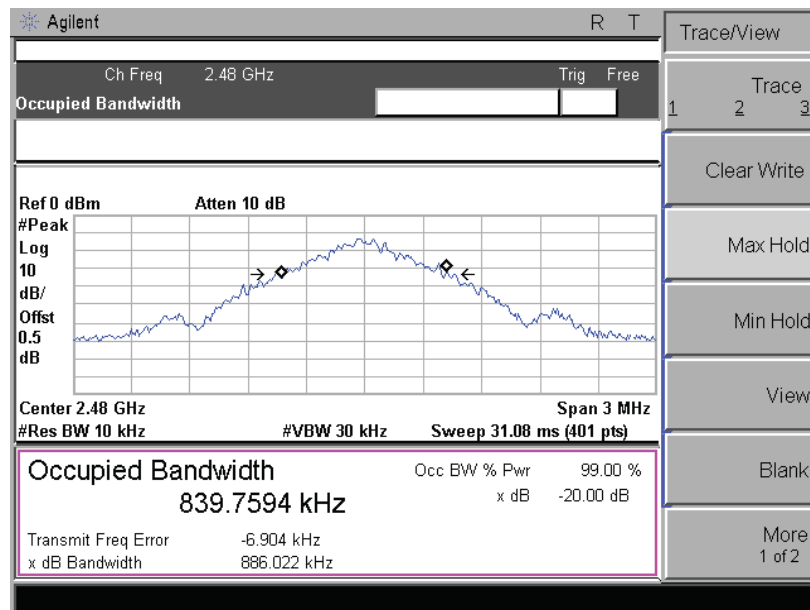 Agilent R T
Trace/View
Ch Freq 2.48 GHz Trig Free
Occupied Bandwidth
Trace
1 2 3
Clear Write
Max Hold
Min Hold
View
Blank
More
1 of 2
Ref 0 dBm Atten 10 dB
#Peak
Log
10
dB/
Offst
0.5
dB
Center 2.48 GHz Span 3 MHz
#Res BW 10 kHz #VBW 30 kHz Sweep 31.08 ms (401 pts)
Occupied Bandwidth Occ BW % Pwr 99.00 %
839.7594 kHz x dB -20.00 dB
Transmit Freq Error -6.904 kHz
x dB Bandwidth 886.022 kHz